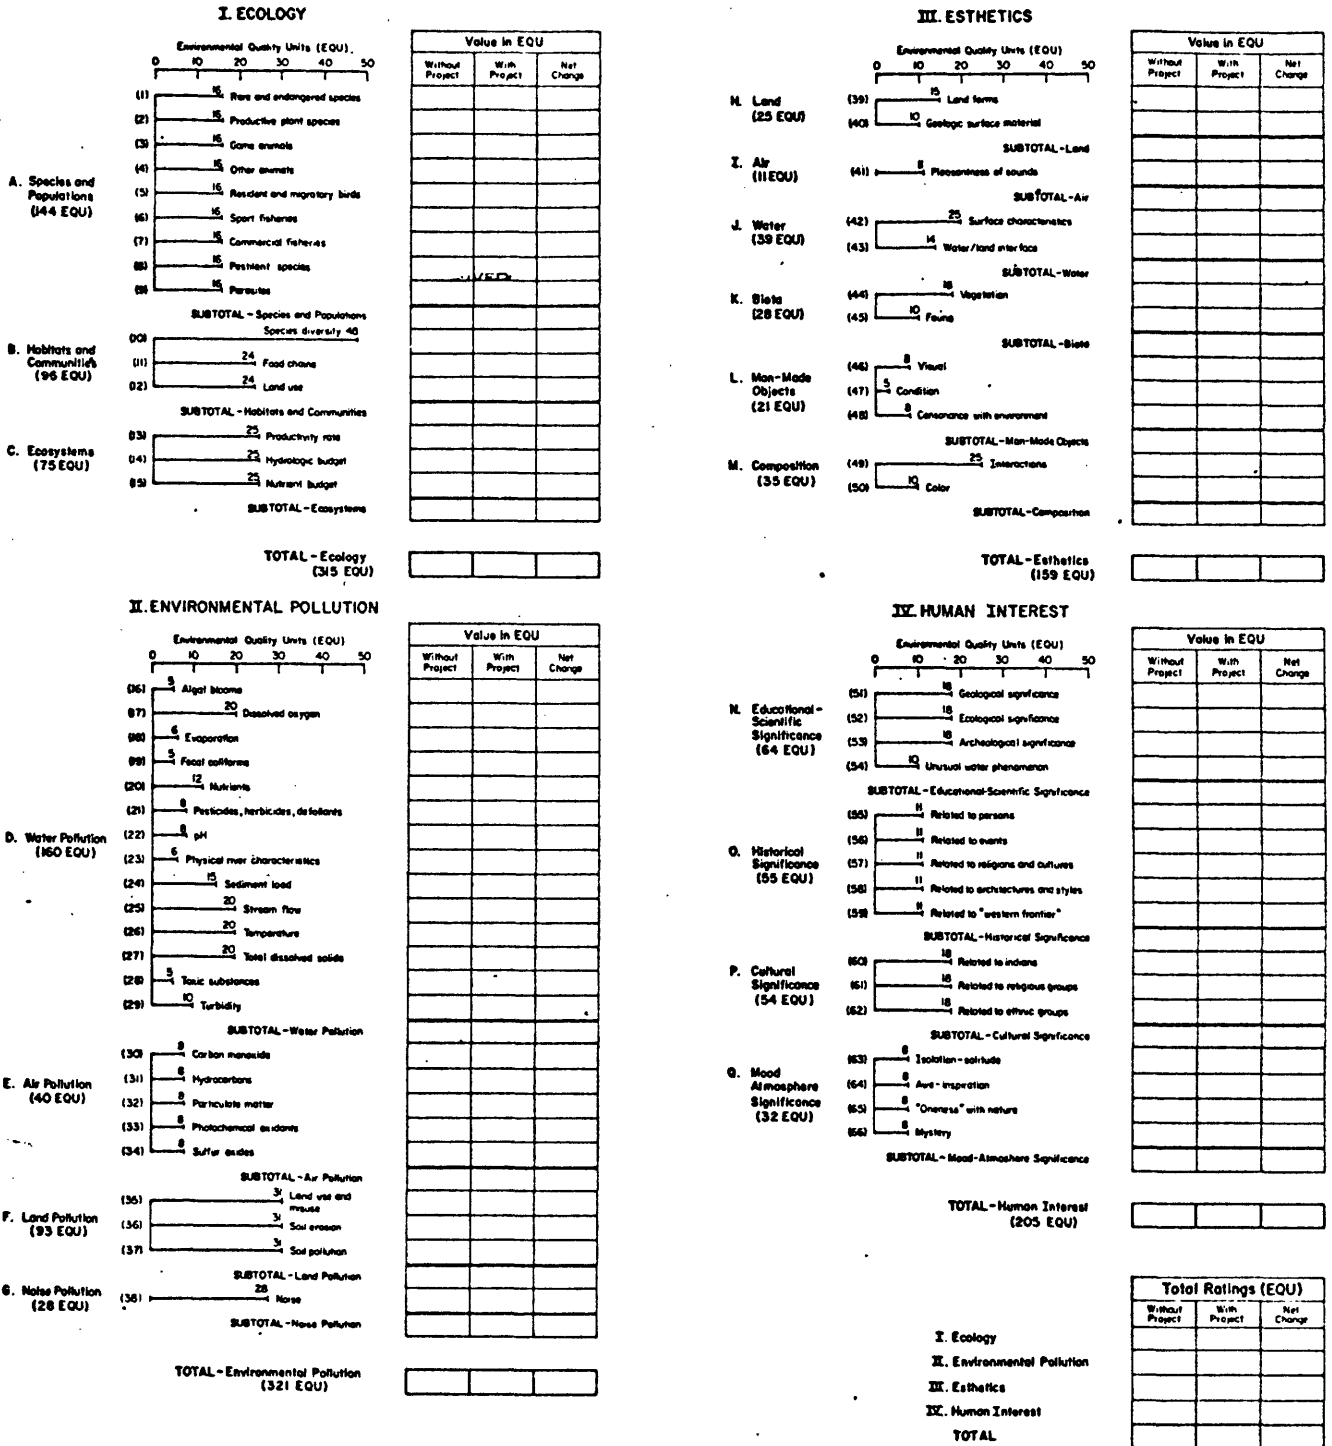 I. ECOLOGY
Environmental Quality Units (EQU)
0 10 20 30 40 50
Value in EQU
Without Project
With Project
Net Change
A. Species and Populations (144 EQU)
(1) 16 Rare and endangered species
(2) 16 Productive plant species
(3) 16 Game animals
(4) 16 Other animals
(5) 16 Resident and migratory birds
(6) 16 Sport fisheries
(7) 16 Commercial fisheries
(8) 16 Pestilent species
(9) 16 Parasites
SUBTOTAL - Species and Populations
B. Habitats and Communities (96 EQU)
(10) Species diversity 48
(11) 24 Food chains
(12) 24 Land use
SUBTOTAL - Habitats and Communities
C. Ecosystems (75 EQU)
(13) 25 Productivity rate
(14) 25 Hydrologic budget
(15) 25 Nutrient budget
SUBTOTAL - Ecosystems
TOTAL - Ecology (315 EQU)
II. ENVIRONMENTAL POLLUTION
Environmental Quality Units (EQU)
0 10 20 30 40 50
Value in EQU
Without Project
With Project
Net Change
D. Water Pollution (160 EQU)
(16) 5 Algal blooms
(17) 20 Dissolved oxygen
(18) 6 Evaporation
(19) 5 Fecal coliforms
(20) 12 Nutrients
(21) 8 Pesticides, herbicides, defoliants
(22) 8 pH
(23) 6 Physical river characteristics
(24) 15 Sediment load
(25) 20 Stream flow
(26) 20 Temperature
(27) 20 Total dissolved solids
(28) 5 Toxic substances
(29) 10 Turbidity
SUBTOTAL - Water Pollution
E. Air Pollution (40 EQU)
(30) 8 Carbon monoxide
(31) 8 Hydrocarbons
(32) 8 Particulate matter
(33) 8 Photochemical oxidants
(34) 8 Sulfur oxides
SUBTOTAL - Air Pollution
F. Land Pollution (93 EQU)
(35) 31 Land use and misuse
(36) 31 Soil erosion
(37) 31 Soil pollution
SUBTOTAL - Land Pollution
G. Noise Pollution (28 EQU)
(38) 28 Noise
SUBTOTAL - Noise Pollution
TOTAL - Environmental Pollution (321 EQU)
III. ESTHETICS
Environmental Quality Units (EQU)
0 10 20 30 40 50
Value in EQU
Without Project
With Project
Net Change
H. Land (25 EQU)
(39) 15 Land forms
(40) 10 Geologic surface material
SUBTOTAL - Land
I. Air (11 EQU)
(41) Pleasantness of sounds
SUBTOTAL - Air
J. Water (39 EQU)
(42) 25 Surface characteristics
(43) 14 Water/land interface
SUBTOTAL - Water
K. Biota (28 EQU)
(44) 18 Vegetation
(45) 10 Fauna
SUBTOTAL - Biota
L. Man-Made Objects (21 EQU)
(46) 8 Visual
(47) 5 Condition
(48) 8 Consonance with environment
SUBTOTAL - Man-Made Objects
M. Composition (35 EQU)
(49) 25 Interactions
(50) 10 Color
SUBTOTAL - Composition
TOTAL - Esthetics (159 EQU)
IV. HUMAN INTEREST
Environmental Quality Units (EQU)
0 10 20 30 40 50
Value in EQU
Without Project
With Project
Net Change
N. Educational - Scientific Significance (64 EQU)
(51) 18 Geological significance
(52) 18 Ecological significance
(53) 18 Archeological significance
(54) 10 Unusual water phenomenon
SUBTOTAL - Educational-Scientific Significance
O. Historical Significance (55 EQU)
(55) 11 Related to persons
(56) 11 Related to events
(57) 11 Related to religions and cultures
(58) 11 Related to architectures and styles
(59) 11 Related to "western frontier"
SUBTOTAL - Historical Significance
P. Cultural Significance (54 EQU)
(60) 18 Related to indians
(61) 18 Related to religious groups
(62) 18 Related to ethnic groups
SUBTOTAL - Cultural Significance
Q. Mood Atmosphere Significance (32 EQU)
(63) 8 Isolation-solitude
(64) 8 Awe-inspiration
(65) 8 "Oneness" with nature
(66) 8 Mystery
SUBTOTAL - Mood-Atmoshere Significance
TOTAL - Human Interest (205 EQU)
Total Ratings (EQU)
Without Project
With Project
Net Change
I. Ecology
II. Environmental Pollution
III. Esthetics
IV. Human Interest
TOTAL